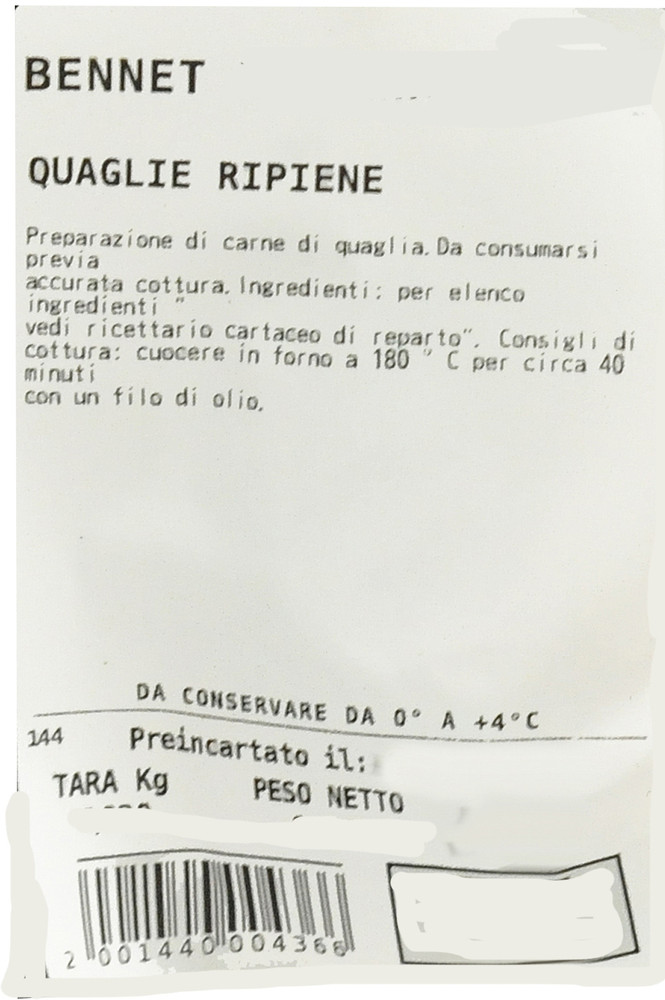 BENNET
QUAGLIE RIPIENE
Preparazione di carne di quaglia. Da consumarsi
previa
accurata cottura. Ingredienti: per elenco
ingredienti "
vedi ricettario cartaceo di reparto". Consigli di
cottura: cuocere in forno a 180 " C per circa 40
minuti
con un filo di olio.
DA CONSERVARE DA 0° A +4°C
144 Preincartato il:
TARA Kg PESO NETTO
2 001440 004366